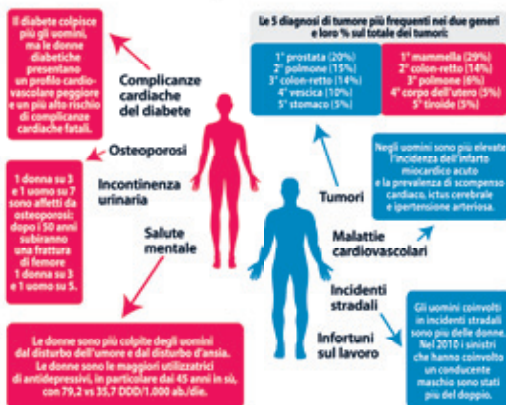 Il diabete colpisce
più gli uomini,
ma le donne
diabetiche
presentano
un profilo cardio-
vascolare peggiore
e un più alto rischio
di complicanze
cardiache fatali.
Complicanze
cardiache
del diabete
Osteoporosi
1 donna su 3
e 1 uomo su 7
sono affetti da
osteoporosi:
dopo i 50 anni
subiranno
una frattura
di femore
1 donna su 3
e 1 uomo su 5.
Incontinenza
urinaria
Salute
mentale
Le donne sono più colpite degli uomini
dal disturbo dell'umore e dal disturbo d'ansia.
Le donne sono le maggiori utilizzatrici
di antidepressivi, in particolare dai 45 anni in sù,
con 79,2 vs 35,7 DDD/1.000 ab./die.
Le 5 diagnosi di tumore più frequenti nei due generi
e loro % sul totale dei tumori:
1° prostata (20%)
2° polmone (15%)
3° colon-retto (14%)
4° vescica (10%)
5° stomaco (5%)
1° mammella (29%)
2° colon-retto (14%)
3° polmone (6%)
4° corpo dell'utero (5%)
5° tiroide (5%)
Tumori
Negli uomini sono più elevate
l'incidenza dell'infarto
miocardico acuto
e la prevalenza di scompenso
cardiaco, ictus cerebrale
e ipertensione arteriosa.
Malattie
cardiovascolari
Incidenti
stradali
Gli uomini coinvolti
in incidenti stradali
sono più delle donne.
Nel 2010 i sinistri
che hanno coinvolto
un conducente
maschio sono stati
più del doppio.
Infortuni
sul lavoro